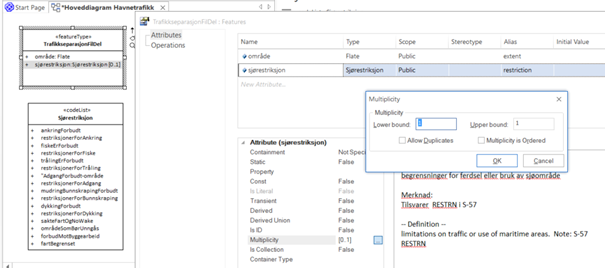 Start Page
*Hoveddiagram Havnetrafikk
TrafikkseparasjonFilDel : Features
Attributes
Operations
«featureType»
TrafikkseparasjonFilDel
+ område: Flate
+ sjørestriksjon: Sjørestriksjon [0..1]
«codeList»
Sjørestriksjon
+ ankringForbudt
+ restriksjonerForAnkring
+ fiskeErForbudt
+ restriksjonerForFiske
+ trålingErForbudt
+ restriksjonerForTråling
+ "AdgangForbudt-område
+ restriksjonerForAdgang
+ mudringBunnskrapingForbudt
+ restriksjonerForBunnskraping
+ dykkingForbudt
+ restriksjonerForDykking
+ sakteFartOgNoWake
+ områdeSomBørUnngås
+ forbudMotByggearbeid
+ fartBegrenset
Name Type Scope Stereotype Alias Initial Value
område Flate Public extent
sjørestriksjon Sjørestriksjon Public restriction
New Attribute...
Attribute (sjørestriksjon)
Containment Not Speci
Static False
Property
Const False
Is Literal False
Transient False
Derived False
Derived Union False
Is ID False
Multiplicity [0..1]
Is Collection False
Container Type
Multiplicity
Multiplicity
Lower bound:
Upper bound: 1
Allow Duplicates
Multiplicity is Ordered
OK Cancel
begrensninger for ferdsel eller bruk av sjøområde
Merknad:
Tilsvarer RESTRN i S-57
-- Definition --
limitations on traffic or use of maritime areas. Note: S-57
RESTRN